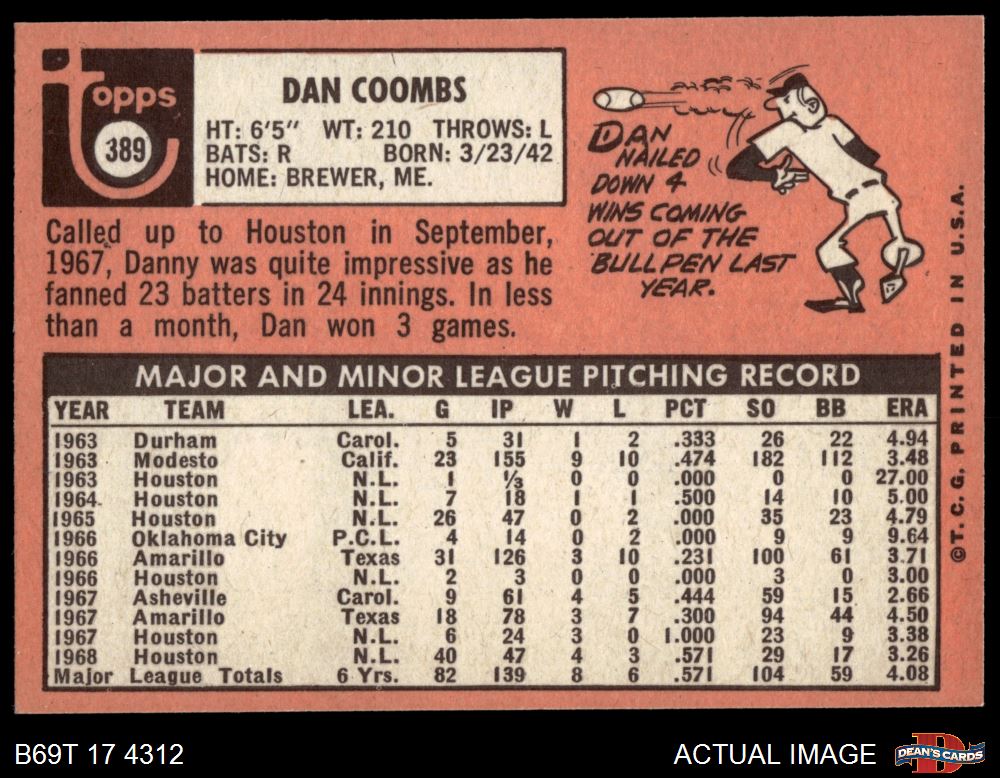 Topps
389
DAN COOMBS
HT: 6'5" WT: 210 THROWS: L
BATS: R BORN: 3/23/42
HOME: BREWER, ME.
DAN
NAILED
DOWN 4
WINS COMING
OUT OF THE
BULLPEN LAST
YEAR.
Called up to Houston in September,
1967, Danny was quite impressive as he
fanned 23 batters in 24 innings. In less
than a month, Dan won 3 games.
MAJOR AND MINOR LEAGUE PITCHING RECORD
YEAR TEAM LEA. G IP W L PCT SO BB ERA
1963 Durham Carol. 5 31 1 2 .333 26 22 4.94
1963 Modesto Calif. 23 155 9 10 .474 182 112 3.48
1963 Houston N.L. 1 ⅓ 0 0 .000 0 0 27.00
1964 Houston N.L. 7 18 1 1 .500 14 10 5.00
1965 Houston N.L. 26 47 0 2 .000 35 23 4.79
1966 Oklahoma City P.C.L. 4 14 0 2 .000 9 9 9.64
1966 Amarillo Texas 31 126 3 10 .231 100 61 3.71
1966 Houston N.L. 2 3 0 0 .000 3 0 3.00
1967 Asheville Carol. 9 61 4 5 .444 59 15 2.66
1967 Amarillo Texas 18 78 3 7 .300 94 44 4.50
1967 Houston N.L. 6 24 3 0 1.000 23 9 3.38
1968 Houston N.L. 40 47 4 3 .571 29 17 3.26
Major League Totals 6 Yrs. 82 139 8 6 .571 104 59 4.08
©T.C.G. PRINTED IN U.S.A.
B69T 17 4312
ACTUAL IMAGE
DEAN'S CARDS